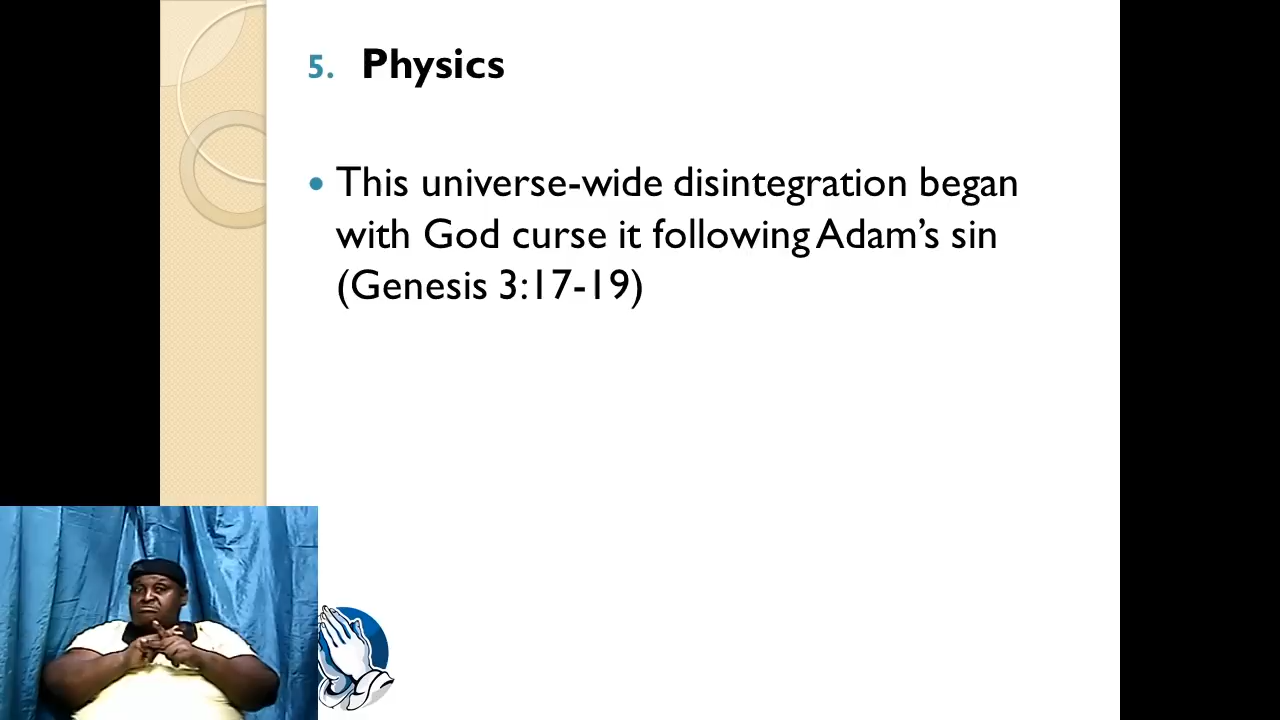 5. Physics
• This universe-wide disintegration began
with God curse it following Adam's sin
(Genesis 3:17-19)